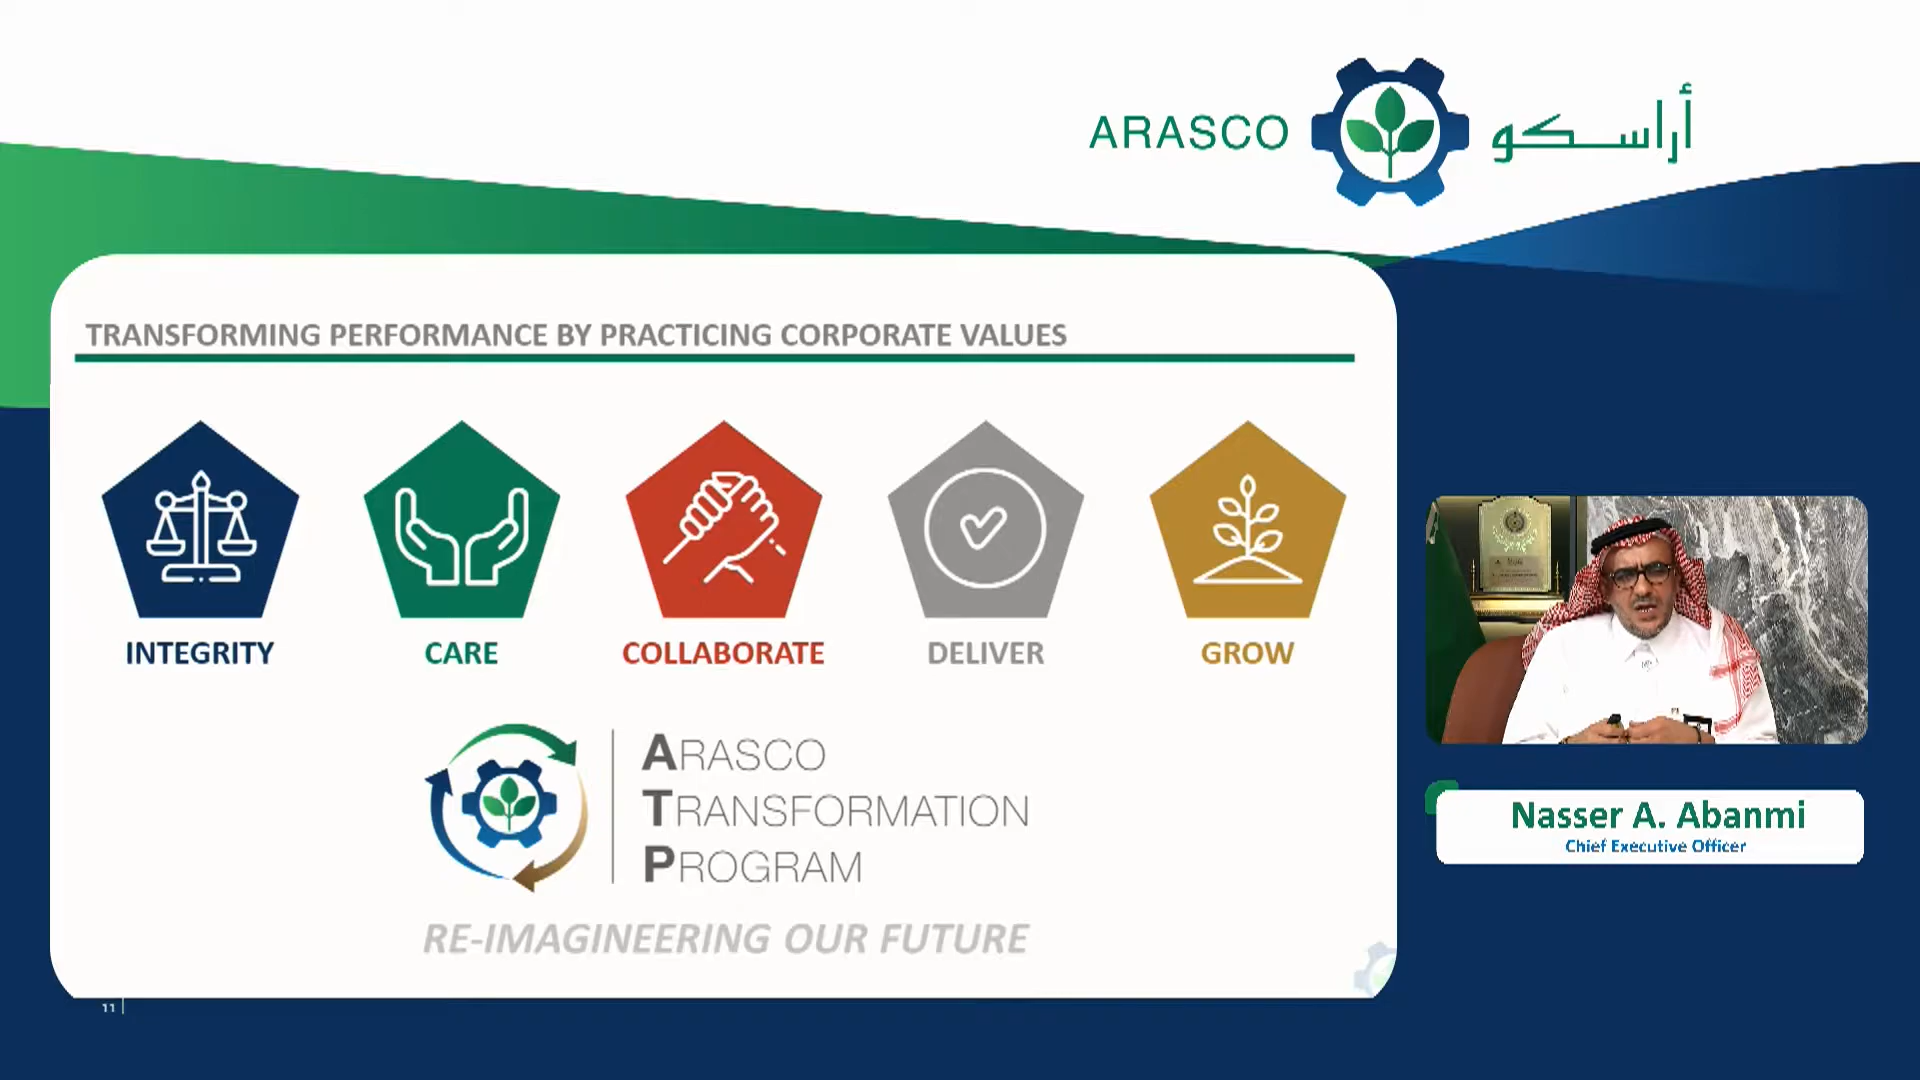 ARASCO
أراسكو
TRANSFORMING PERFORMANCE BY PRACTICING CORPORATE VALUES
INTEGRITY
CARE
COLLABORATE
DELIVER
GROW
ARASCO
TRANSFORMATION
PROGRAM
RE-IMAGINEERING OUR FUTURE
Nasser A. Abanmi
Chief Executive Officer
11